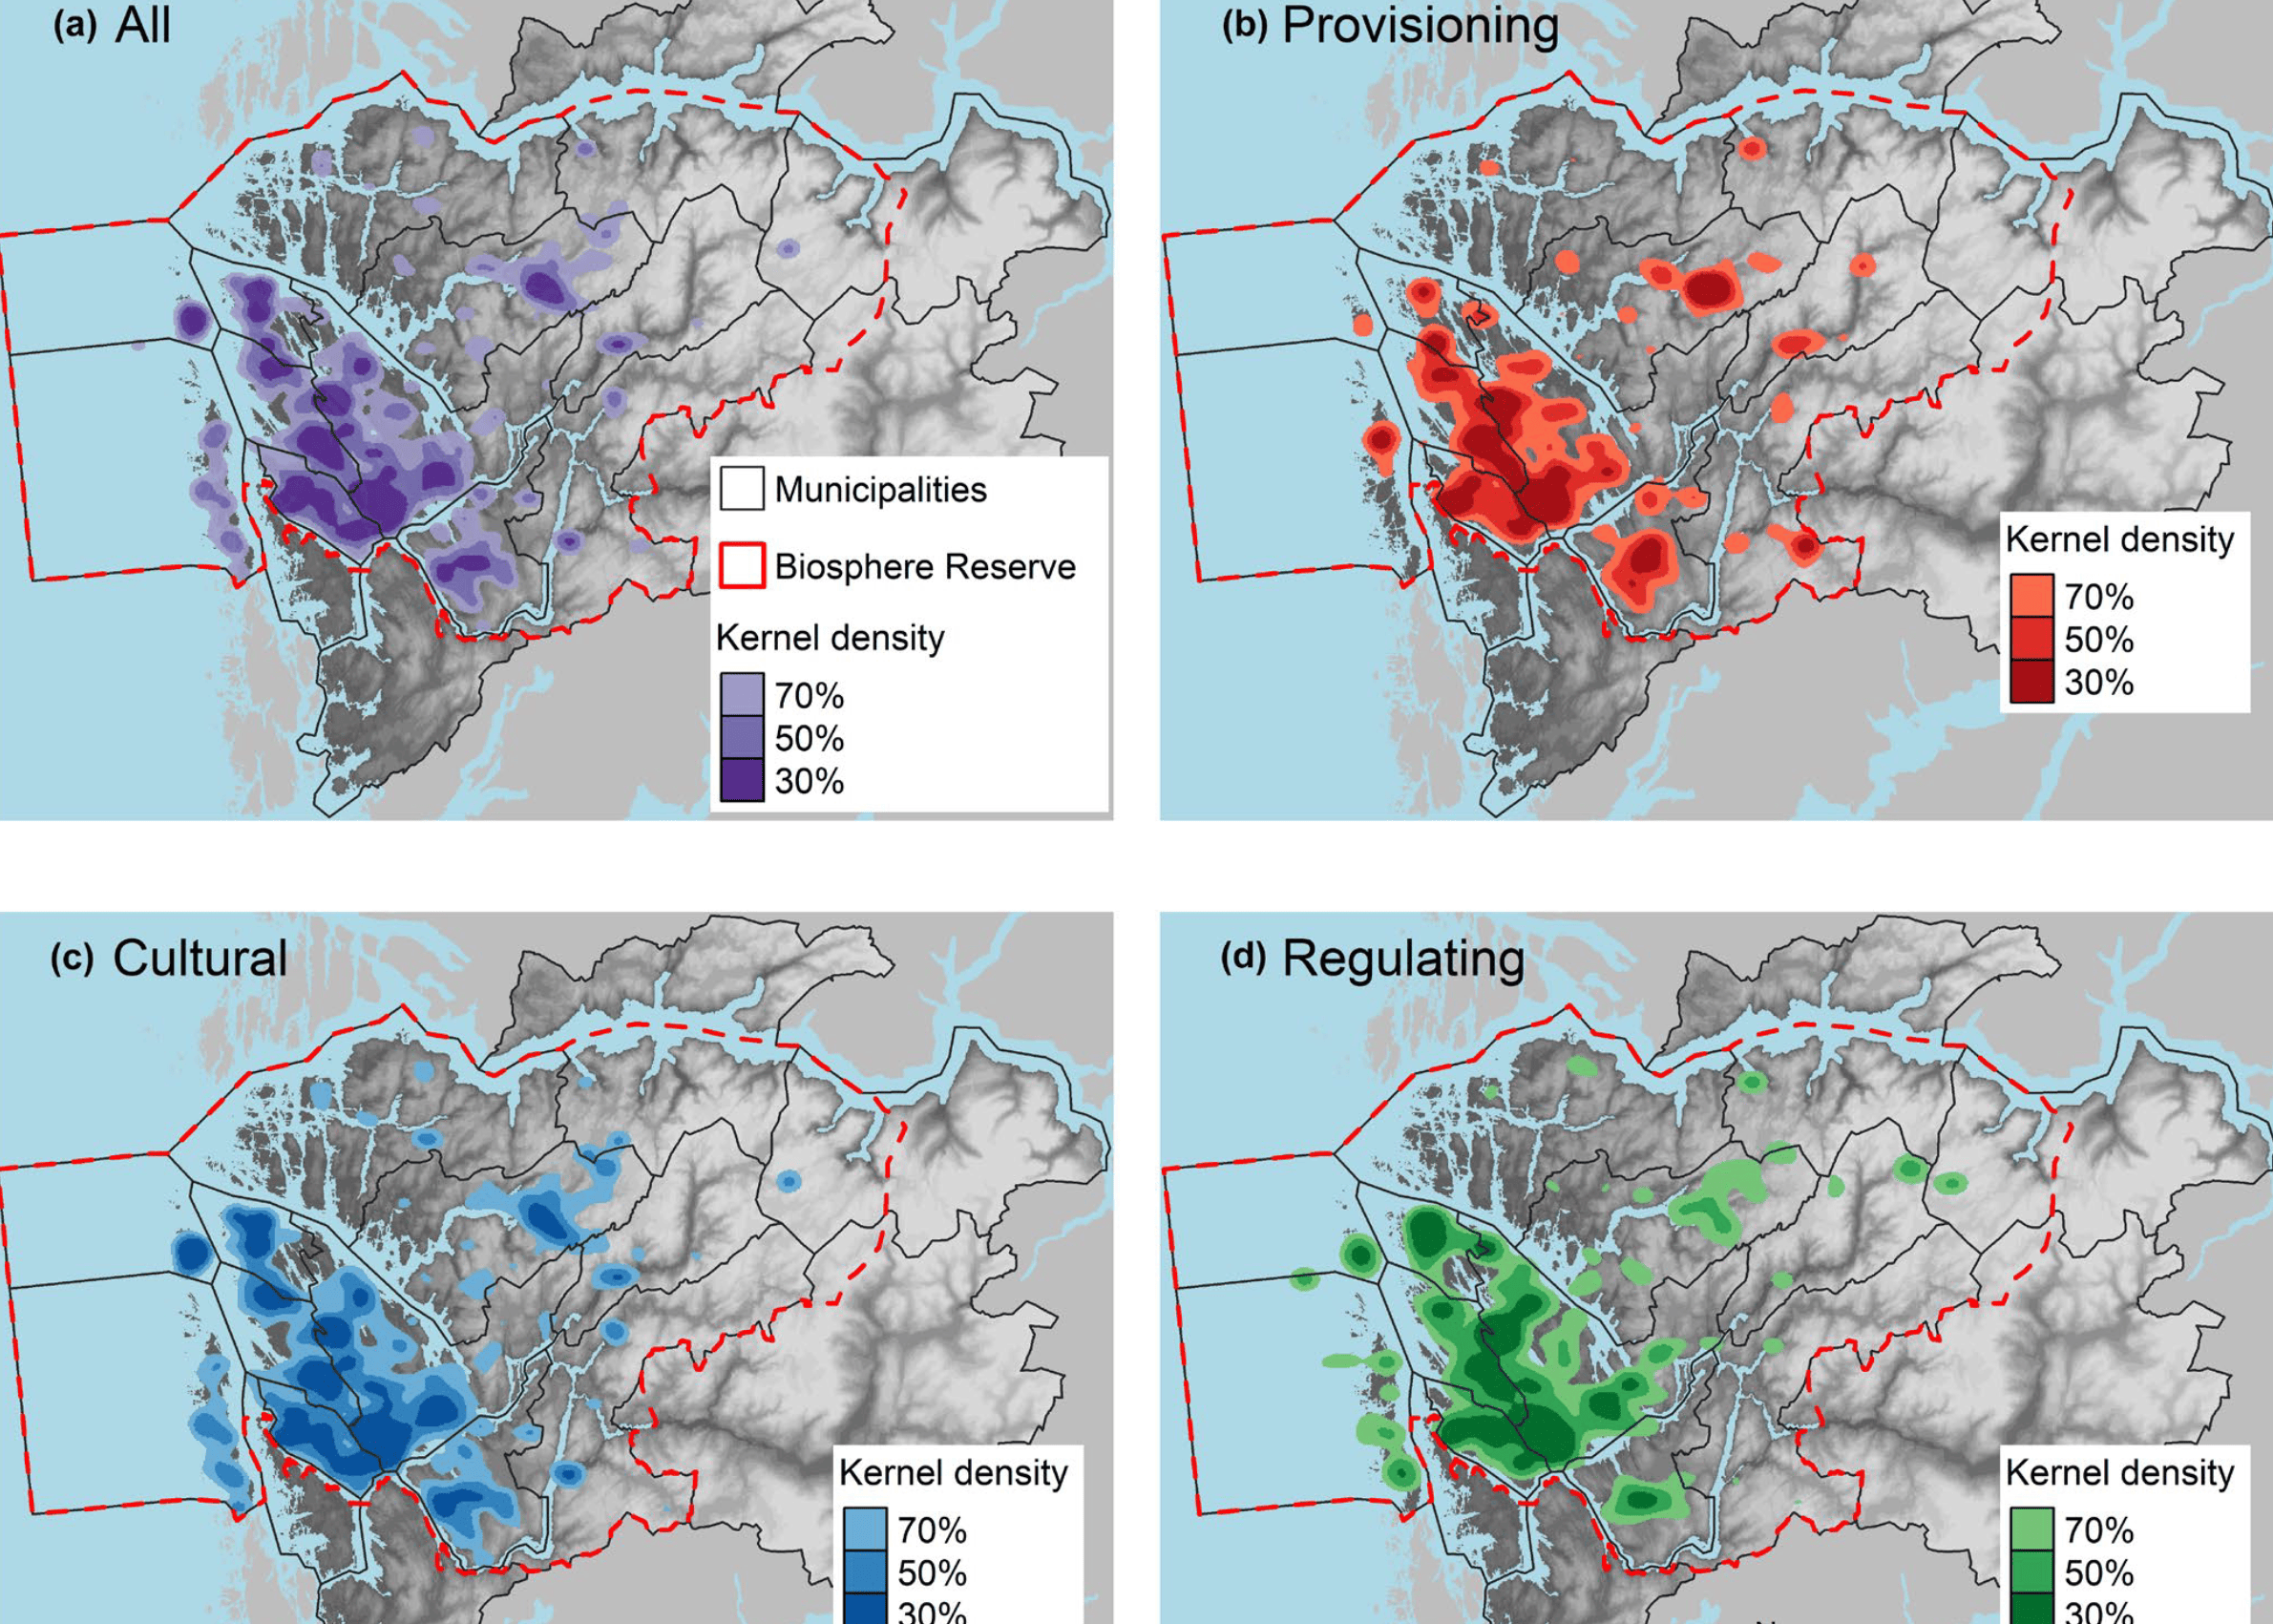 (a) All
Municipalities
Biosphere Reserve
Kernel density
70%
50%
30%
(b) Provisioning
Kernel density
70%
50%
30%
(c) Cultural
Kernel density
70%
50%
30%
(d) Regulating
Kernel density
70%
50%
30%